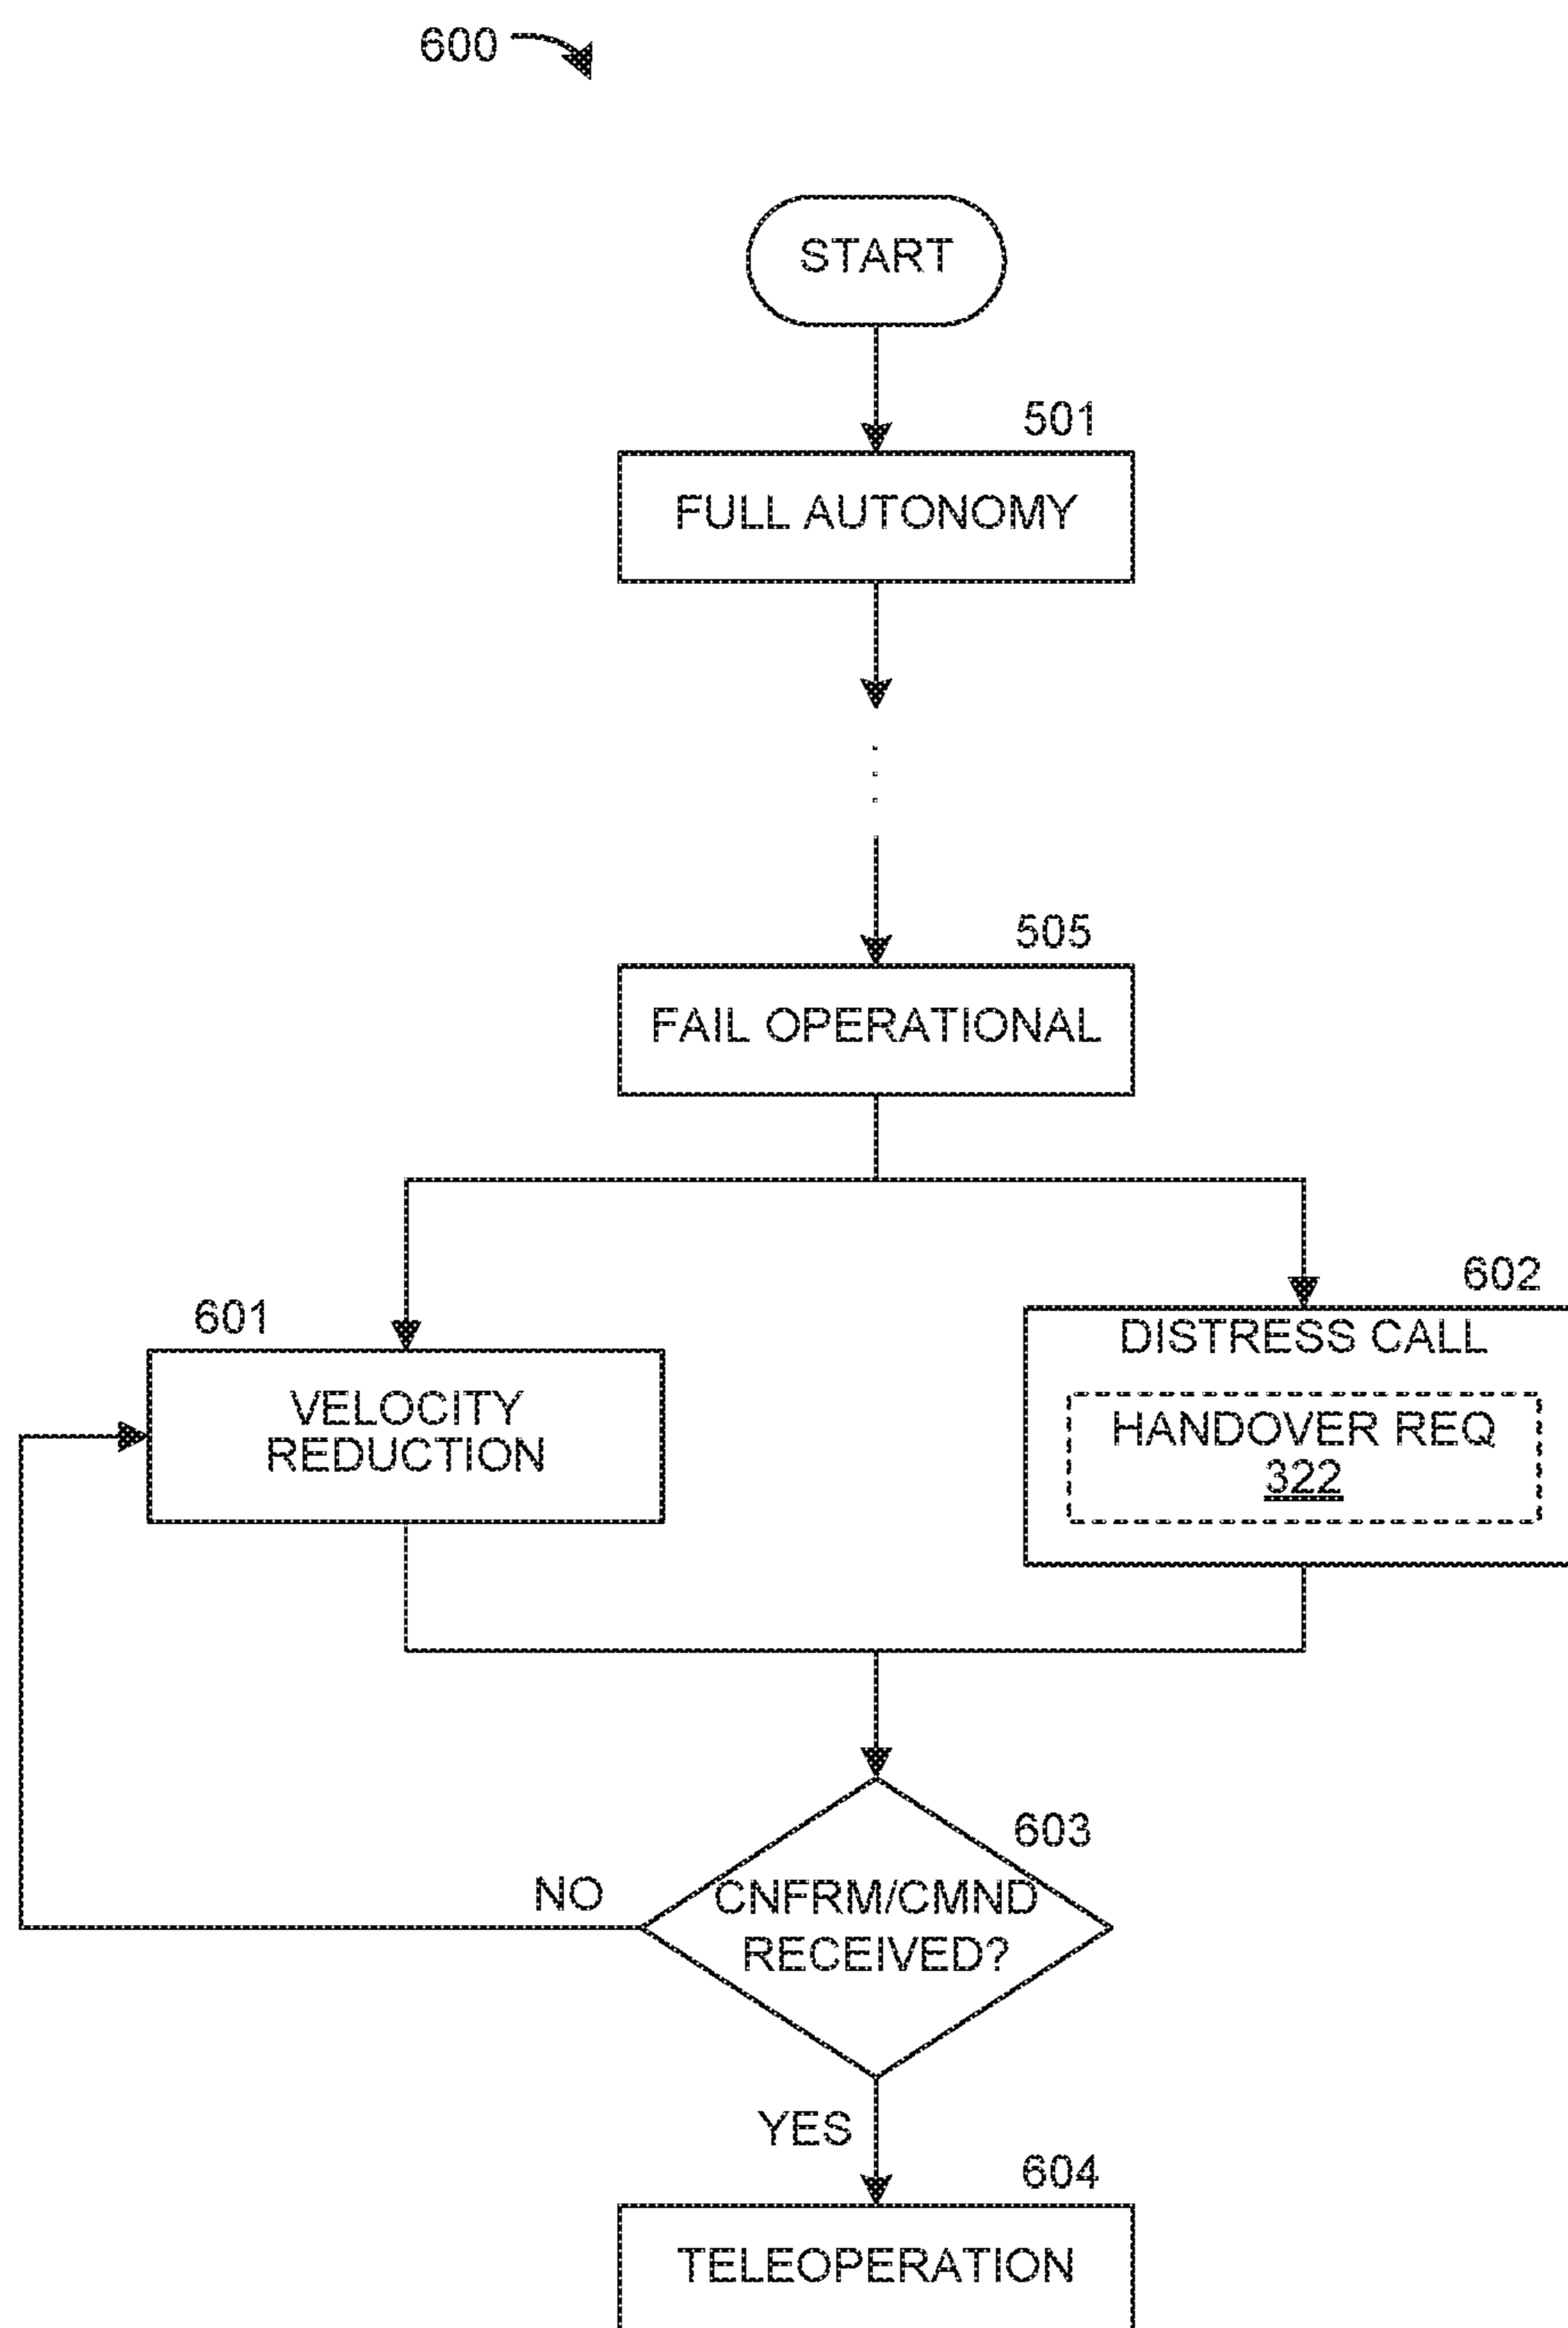 600
START
501
FULL AUTONOMY
505
FAIL OPERATIONAL
601
VELOCITY
REDUCTION
602
DISTRESS CALL
HANDOVER REQ
322
603
CNFRM/CMND
RECEIVED?
NO
YES
604
TELEOPERATION